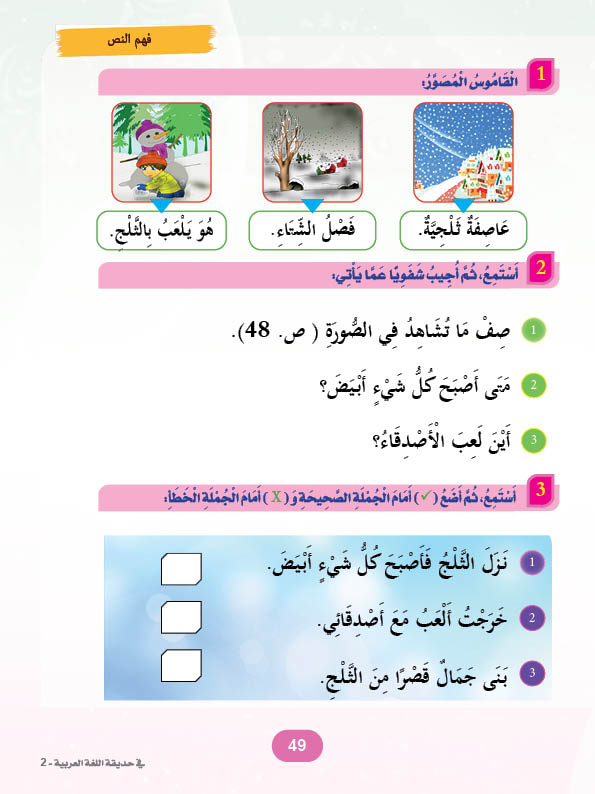 فهم النص
1 الْقَامُوسُ الْمُصَوَّرُ:
عَاصِفَةٌ ثَلْجِيَّةٌ.
فَصْلُ الشِّتَاءِ.
هُوَ يَلْعَبُ بِالثَّلْجِ.
2 أَسْتَمِعُ، ثُمَّ أُجِيبُ شَفَوِيًّا عَمَّا يَأْتِي:
1 صِفْ مَا تُشَاهِدُ فِي الصُّورَةِ ( ص. 48).
2 مَتَى أَصْبَحَ كُلُّ شَيْءٍ أَبْيَضَ؟
3 أَيْنَ لَعِبَ الْأَصْدِقَاءُ؟
3 أَسْتَمِعُ، ثُمَّ أَضَعُ (✓) أَمَامَ الْجُمْلَةِ الصَّحِيحَةِ وَ( X ) أَمَامَ الْجُمْلَةِ الْخَطَأِ:
1 نَزَلَ الثَّلْجُ فَأَصْبَحَ كُلُّ شَيْءٍ أَبْيَضَ.
2 خَرَجْتُ أَلْعَبُ مَعَ أَصْدِقَائِي.
3 بَنَى جَمَالٌ قَصْرًا مِنَ الثَّلْجِ.
49
في حديقة اللغة العربية - 2